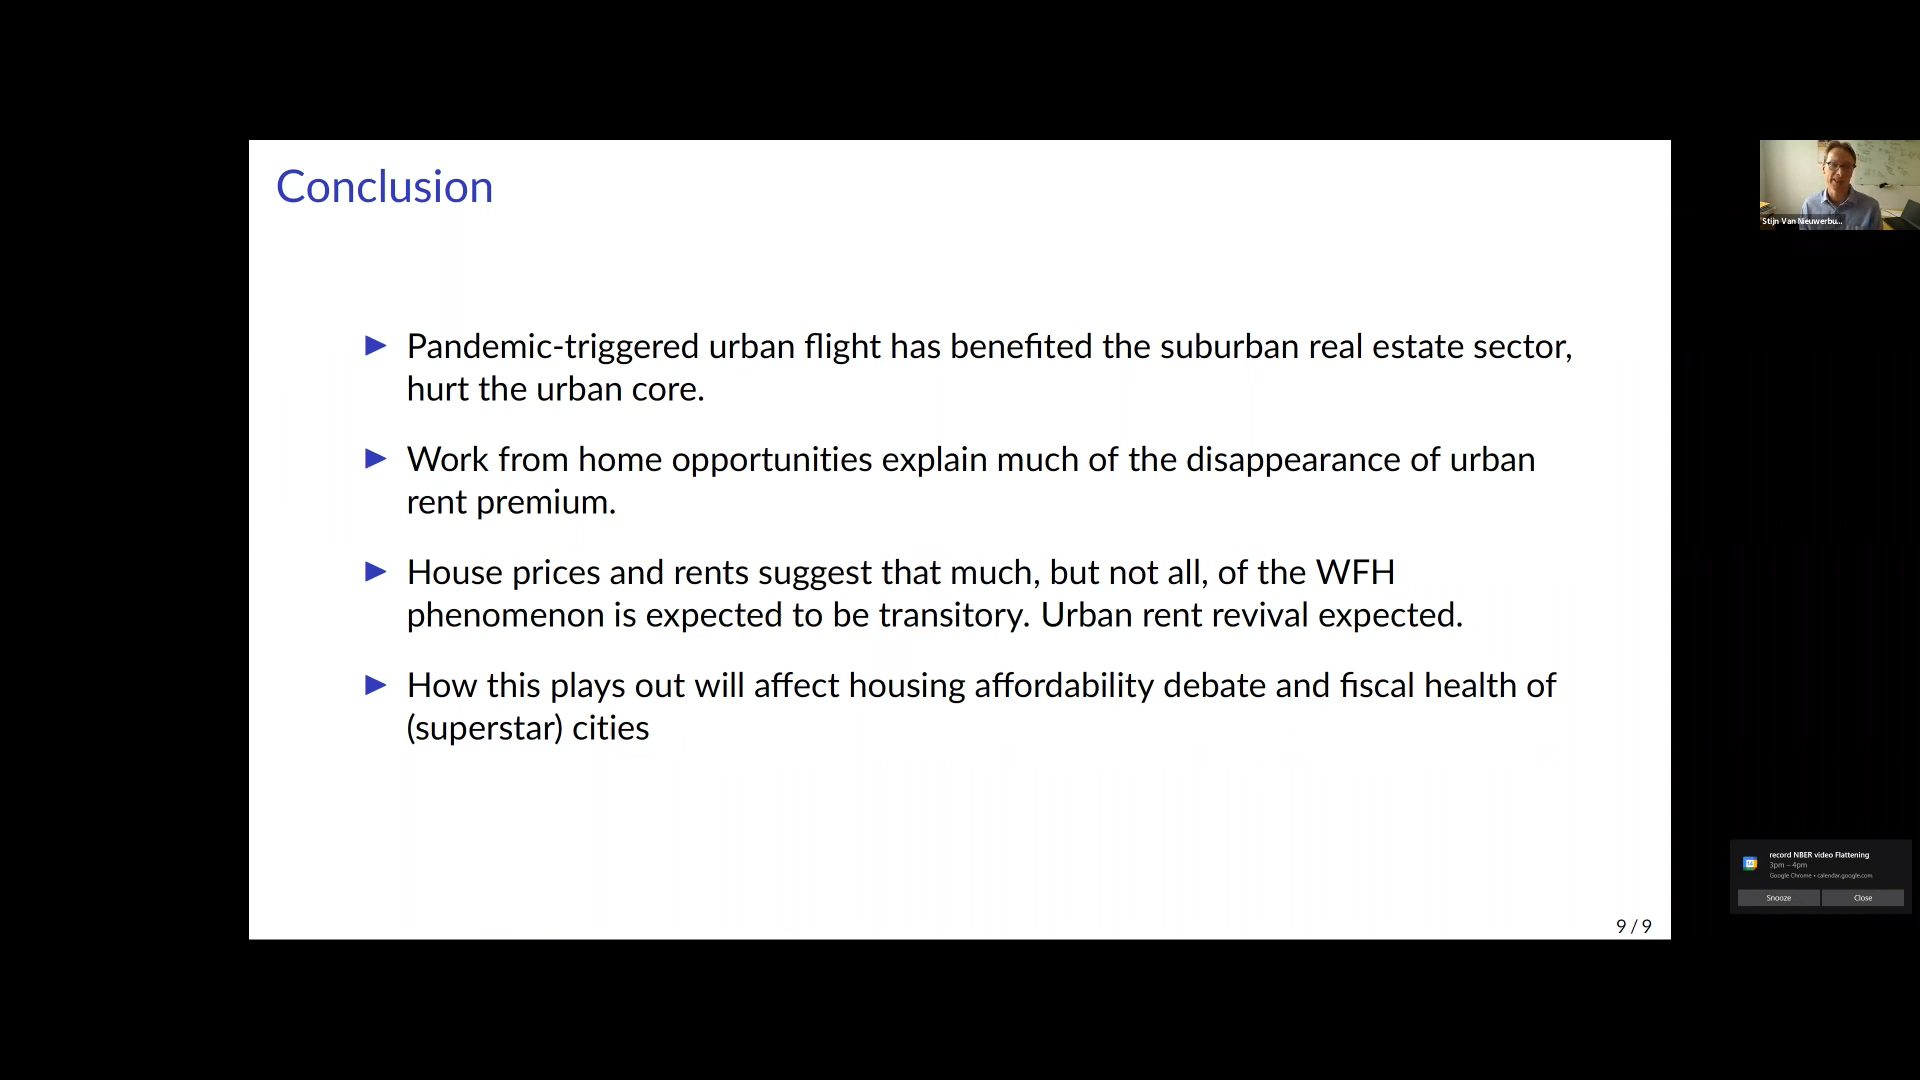 Conclusion
Pandemic-triggered urban flight has benefited the suburban real estate sector,
hurt the urban core.
Work from home opportunities explain much of the disappearance of urban
rent premium.
House prices and rents suggest that much, but not all, of the WFH
phenomenon is expected to be transitory. Urban rent revival expected.
How this plays out will affect housing affordability debate and fiscal health of
(superstar) cities
9 / 9
Stijn Van Nieuwerbu...
record NBER video Flattening
3pm – 4pm
Google Chrome • calendar.google.com
Snooze
Close